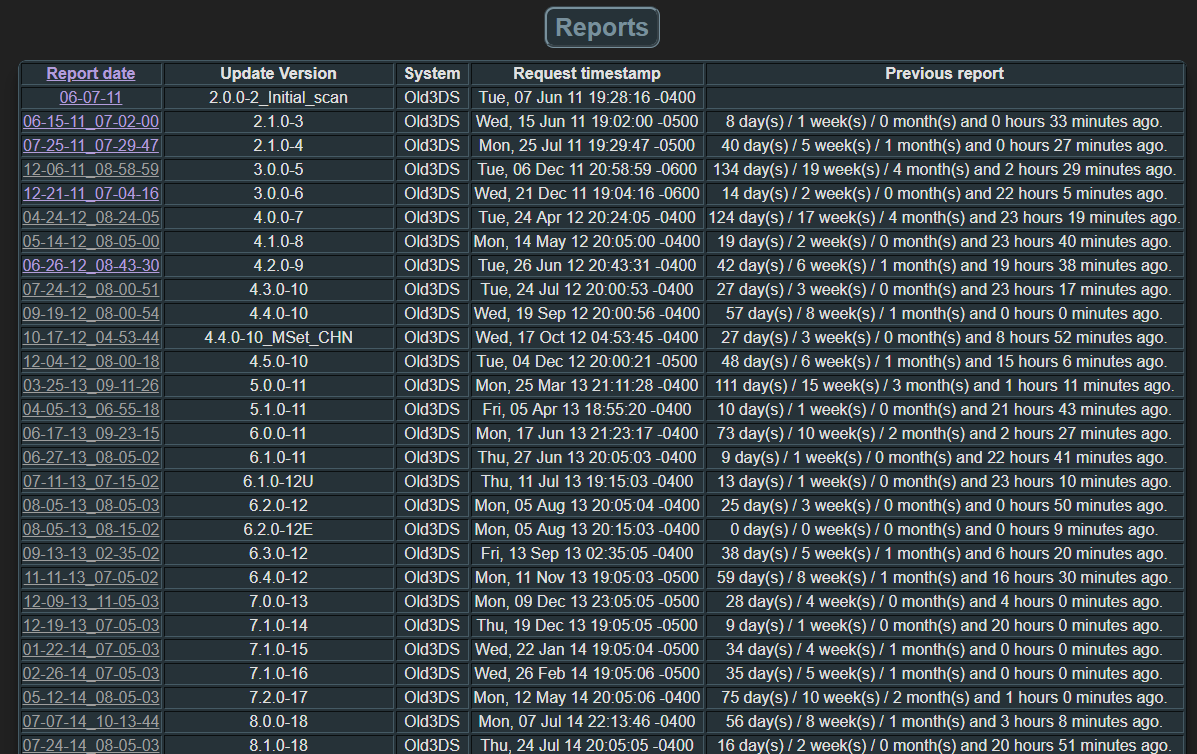 Reports
Report date Update Version System Request timestamp Previous report
06-07-11 2.0.0-2_Initial_scan Old3DS Tue, 07 Jun 11 19:28:16 -0400
06-15-11_07-02-00 2.1.0-3 Old3DS Wed, 15 Jun 11 19:02:00 -0500 8 day(s) / 1 week(s) / 0 month(s) and 0 hours 33 minutes ago.
07-25-11_07-29-47 2.1.0-4 Old3DS Mon, 25 Jul 11 19:29:47 -0500 40 day(s) / 5 week(s) / 1 month(s) and 0 hours 27 minutes ago.
12-06-11_08-58-59 3.0.0-5 Old3DS Tue, 06 Dec 11 20:58:59 -0600 134 day(s) / 19 week(s) / 4 month(s) and 2 hours 29 minutes ago.
12-21-11_07-04-16 3.0.0-6 Old3DS Wed, 21 Dec 11 19:04:16 -0600 14 day(s) / 2 week(s) / 0 month(s) and 22 hours 5 minutes ago.
04-24-12_08-24-05 4.0.0-7 Old3DS Tue, 24 Apr 12 20:24:05 -0400 124 day(s) / 17 week(s) / 4 month(s) and 23 hours 19 minutes ago.
05-14-12_08-05-00 4.1.0-8 Old3DS Mon, 14 May 12 20:05:00 -0400 19 day(s) / 2 week(s) / 0 month(s) and 23 hours 40 minutes ago.
06-26-12_08-43-30 4.2.0-9 Old3DS Tue, 26 Jun 12 20:43:31 -0400 42 day(s) / 6 week(s) / 1 month(s) and 19 hours 38 minutes ago.
07-24-12_08-00-51 4.3.0-10 Old3DS Tue, 24 Jul 12 20:00:53 -0400 27 day(s) / 3 week(s) / 0 month(s) and 23 hours 17 minutes ago.
09-19-12_08-00-54 4.4.0-10 Old3DS Wed, 19 Sep 12 20:00:56 -0400 57 day(s) / 8 week(s) / 1 month(s) and 0 hours 0 minutes ago.
10-17-12_04-53-44 4.4.0-10_MSet_CHN Old3DS Wed, 17 Oct 12 04:53:45 -0400 27 day(s) / 3 week(s) / 0 month(s) and 8 hours 52 minutes ago.
12-04-12_08-00-18 4.5.0-10 Old3DS Tue, 04 Dec 12 20:00:21 -0500 48 day(s) / 6 week(s) / 1 month(s) and 15 hours 6 minutes ago.
03-25-13_09-11-26 5.0.0-11 Old3DS Mon, 25 Mar 13 21:11:28 -0400 111 day(s) / 15 week(s) / 3 month(s) and 1 hours 11 minutes ago.
04-05-13_06-55-18 5.1.0-11 Old3DS Fri, 05 Apr 13 18:55:20 -0400 10 day(s) / 1 week(s) / 0 month(s) and 21 hours 43 minutes ago.
06-17-13_09-23-15 6.0.0-11 Old3DS Mon, 17 Jun 13 21:23:17 -0400 73 day(s) / 10 week(s) / 2 month(s) and 2 hours 27 minutes ago.
06-27-13_08-05-02 6.1.0-11 Old3DS Thu, 27 Jun 13 20:05:03 -0400 9 day(s) / 1 week(s) / 0 month(s) and 22 hours 41 minutes ago.
07-11-13_07-15-02 6.1.0-12U Old3DS Thu, 11 Jul 13 19:15:03 -0400 13 day(s) / 1 week(s) / 0 month(s) and 23 hours 10 minutes ago.
08-05-13_08-05-03 6.2.0-12 Old3DS Mon, 05 Aug 13 20:05:04 -0400 25 day(s) / 3 week(s) / 0 month(s) and 0 hours 50 minutes ago.
08-05-13_08-15-02 6.2.0-12E Old3DS Mon, 05 Aug 13 20:15:03 -0400 0 day(s) / 0 week(s) / 0 month(s) and 0 hours 9 minutes ago.
09-13-13_02-35-02 6.3.0-12 Old3DS Fri, 13 Sep 13 02:35:05 -0400 38 day(s) / 5 week(s) / 1 month(s) and 6 hours 20 minutes ago.
11-11-13_07-05-02 6.4.0-12 Old3DS Mon, 11 Nov 13 19:05:03 -0500 59 day(s) / 8 week(s) / 1 month(s) and 16 hours 30 minutes ago.
12-09-13_11-05-03 7.0.0-13 Old3DS Mon, 09 Dec 13 23:05:05 -0500 28 day(s) / 4 week(s) / 0 month(s) and 4 hours 0 minutes ago.
12-19-13_07-05-03 7.1.0-14 Old3DS Thu, 19 Dec 13 19:05:05 -0500 9 day(s) / 1 week(s) / 0 month(s) and 20 hours 0 minutes ago.
01-22-14_07-05-03 7.1.0-15 Old3DS Wed, 22 Jan 14 19:05:04 -0500 34 day(s) / 4 week(s) / 1 month(s) and 0 hours 0 minutes ago.
02-26-14_07-05-03 7.1.0-16 Old3DS Wed, 26 Feb 14 19:05:06 -0500 35 day(s) / 5 week(s) / 1 month(s) and 0 hours 0 minutes ago.
05-12-14_08-05-03 7.2.0-17 Old3DS Mon, 12 May 14 20:05:06 -0400 75 day(s) / 10 week(s) / 2 month(s) and 1 hours 0 minutes ago.
07-07-14_10-13-44 8.0.0-18 Old3DS Mon, 07 Jul 14 22:13:46 -0400 56 day(s) / 8 week(s) / 1 month(s) and 3 hours 8 minutes ago.
07-24-14_08-05-03 8.1.0-18 Old3DS Thu, 24 Jul 14 20:05:05 -0400 16 day(s) / 2 week(s) / 0 month(s) and 20 hours 51 minutes ago.